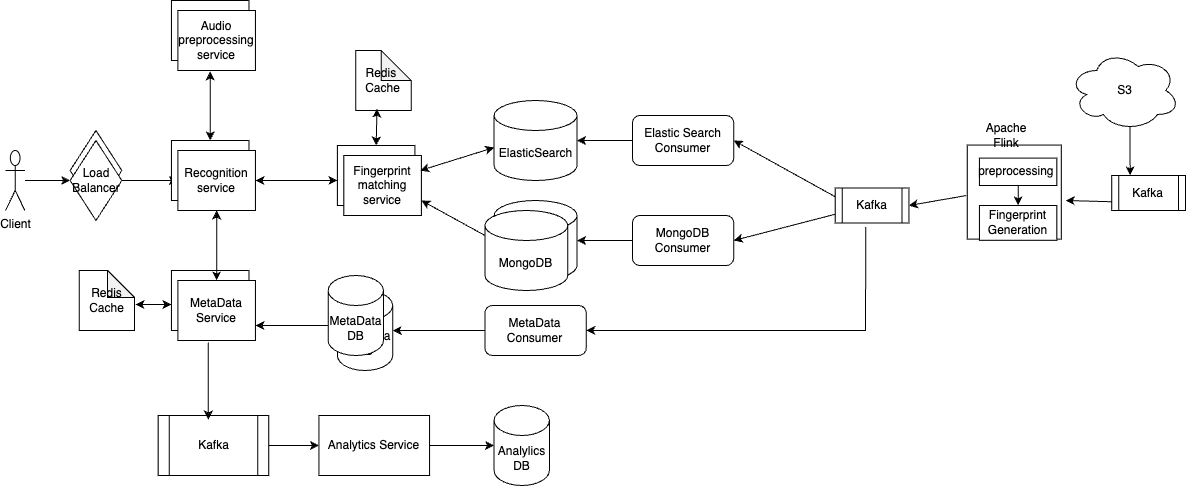 Audio
preprocessing
service
Redis
Cache
S3
Apache
Flink
ElasticSearch
Elastic Search
Consumer
preprocessing
Load
Balancer
Recognition
service
Fingerprint
matching
service
Kafka
Kafka
Fingerprint
Generation
Client
MongoDB
Consumer
MongoDB
Redis
Cache
MetaData
Service
MetaData
DB
a
MetaData
Consumer
Kafka
Analytics Service
Analylics
DB